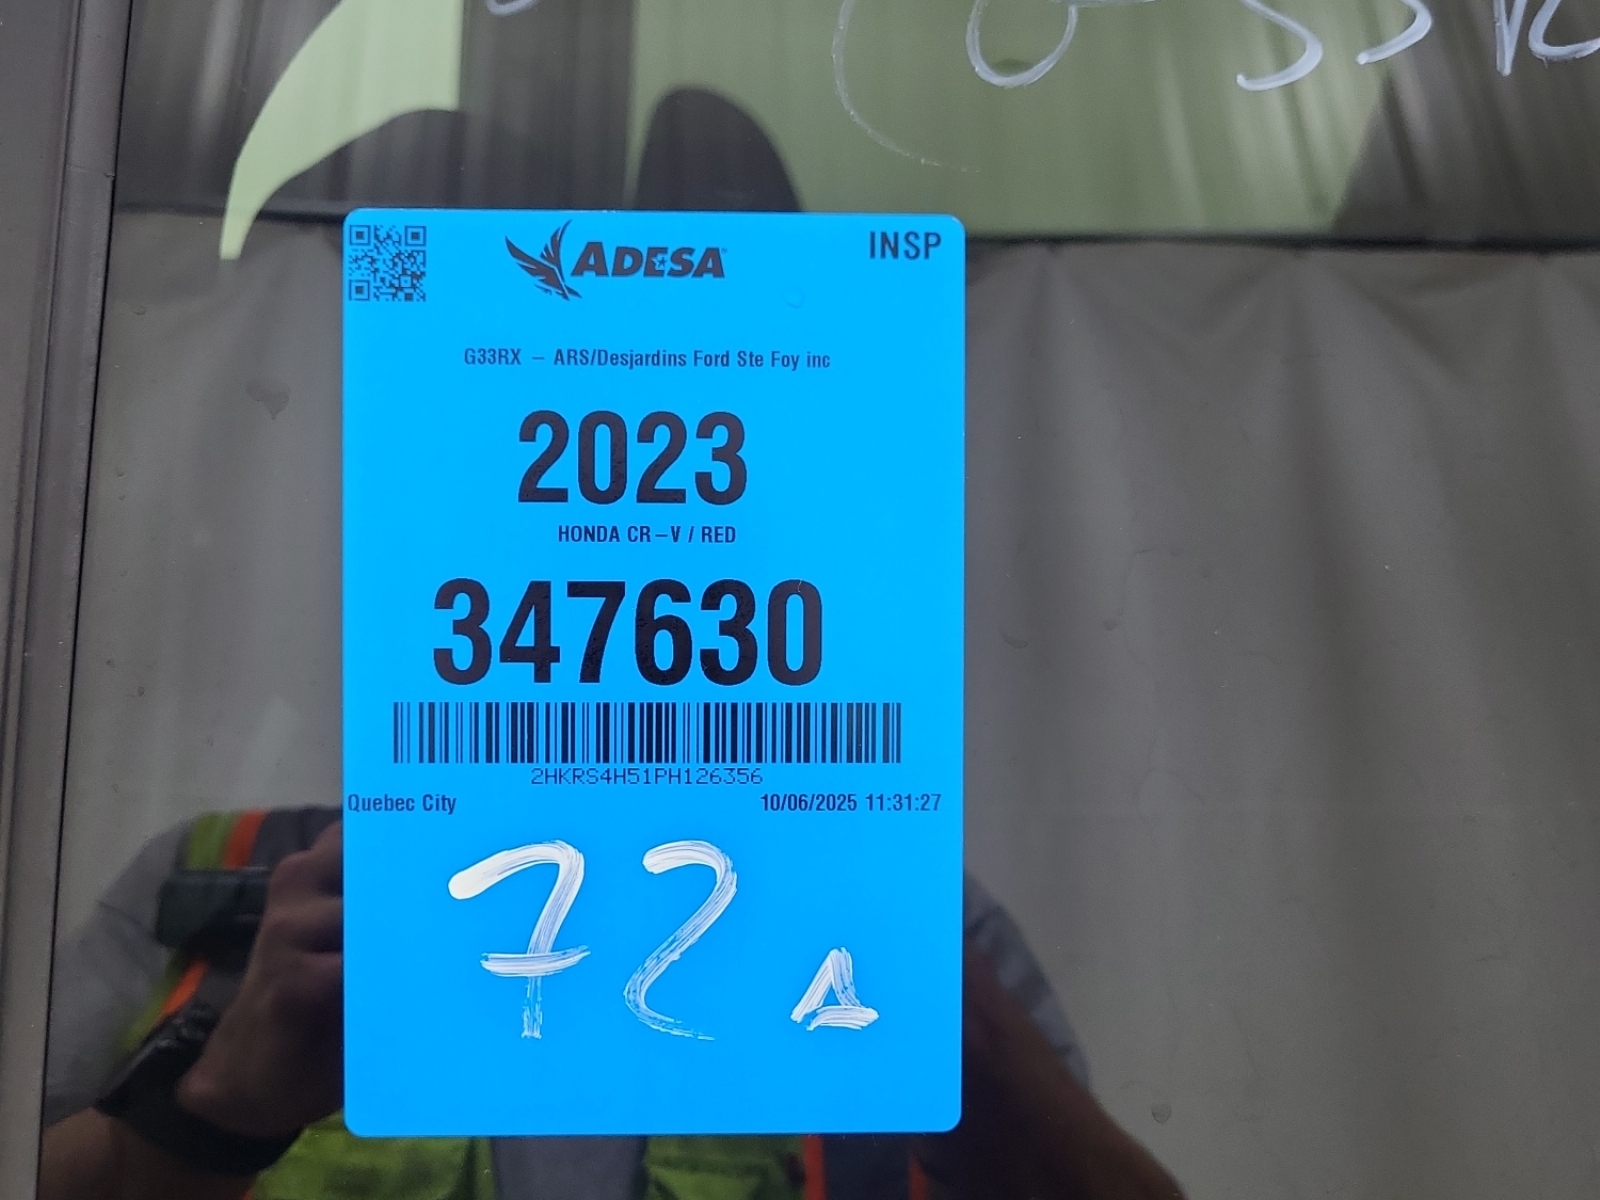 ADESA
INSP
G33RX – ARS/Desjardins Ford Ste Foy inc
2023
HONDA CR–V / RED
347630
2HKRS4H51PH126356
Quebec City 10/06/2025 11:31:27
72